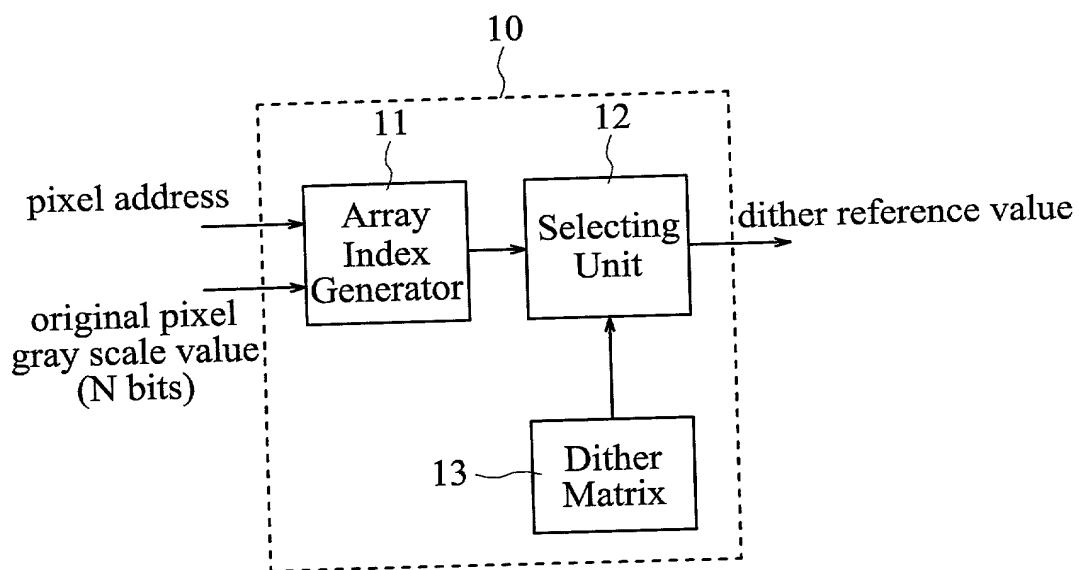 10
11
12
pixel address
Array
Index
Generator
Selecting
Unit
dither reference value
original pixel
gray scale value
(N bits)
13
Dither
Matrix